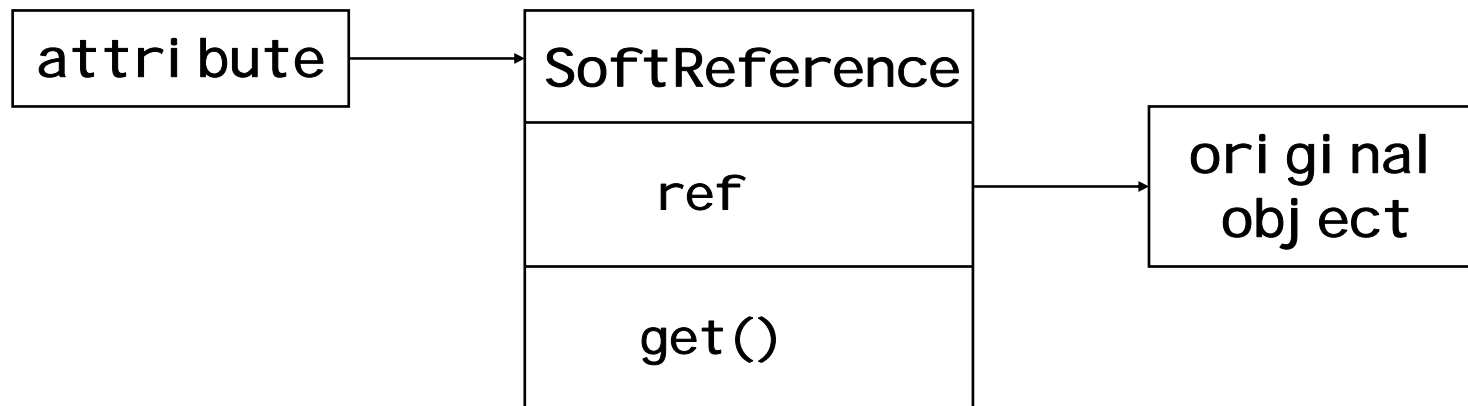 attribute
SoftReference
ref
get()
original
object